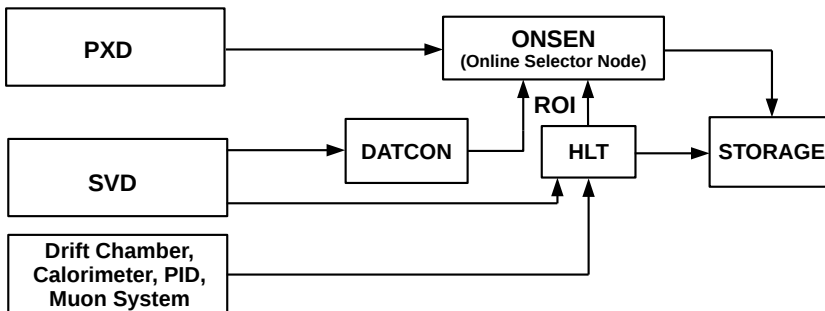 PXD
ONSEN
(Online Selector Node)
ROI
DATCON
HLT
STORAGE
SVD
Drift Chamber,
Calorimeter, PID,
Muon System